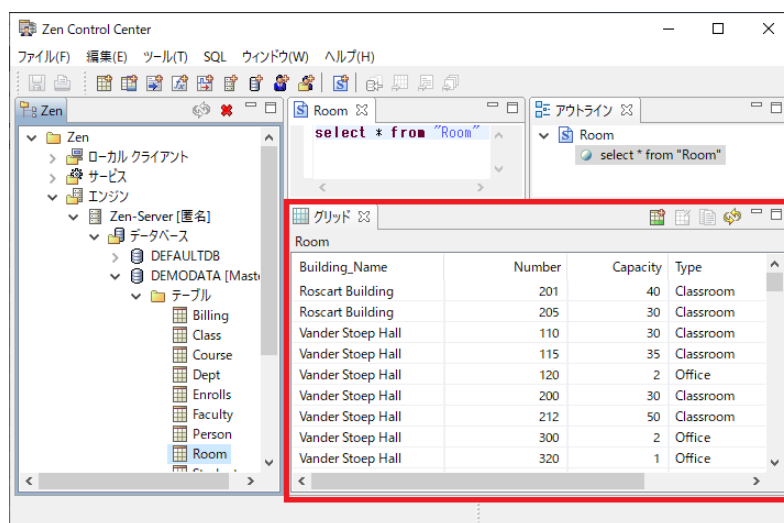 Zen Control Center
ファイル(F) 編集(E) ツール(T) SQL ウィンドウ(W) ヘルプ(H)
Zen
Zen
ローカル クライアント
サービス
エンジン
Zen-Server [匿名]
データベース
DEFAULTDB
DEMODATA [Mast
テーブル
Billing
Class
Course
Dept
Enrolls
Faculty
Person
Room
Room
select * from "Room"
アウトライン
Room
select * from "Room"
グリッド
Room
Building_Name Number Capacity Type
Roscart Building 201 40 Classroom
Roscart Building 205 30 Classroom
Vander Stoep Hall 110 30 Classroom
Vander Stoep Hall 115 35 Classroom
Vander Stoep Hall 120 2 Office
Vander Stoep Hall 200 30 Classroom
Vander Stoep Hall 212 50 Classroom
Vander Stoep Hall 300 2 Office
Vander Stoep Hall 320 1 Office